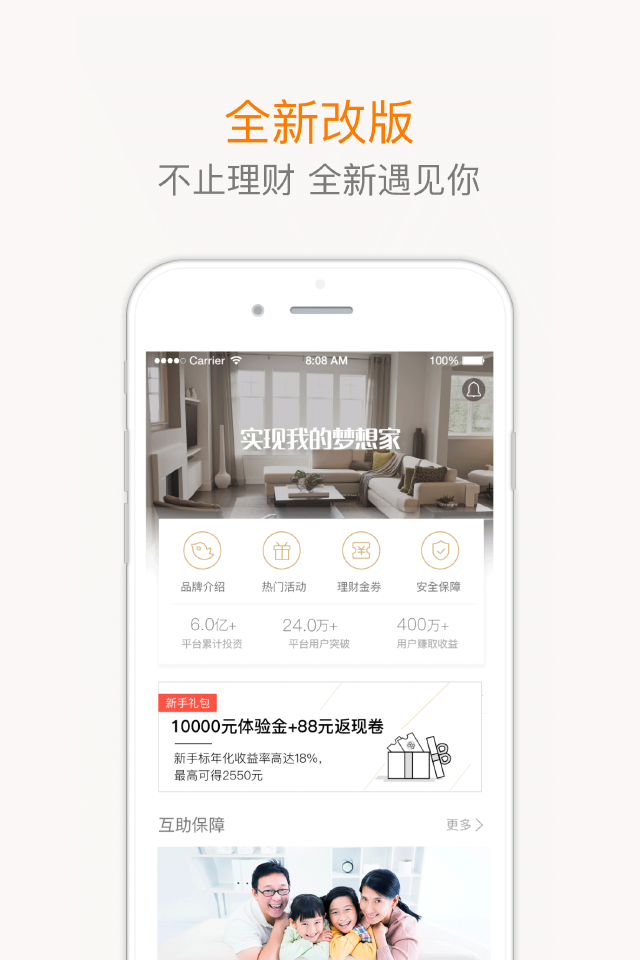 全新改版
不止理财 全新遇见你
Carrier 8:08 AM 100%
实现我的梦想家
品牌介绍 热门活动 理财金券 安全保障
6.0亿+ 24.0万+ 400万+
平台累计投资 平台用户突破 用户赚取收益
新手礼包
10000元体验金+88元返现卷
新手标年化收益率高达18%,
最高可得2550元
互助保障 更多